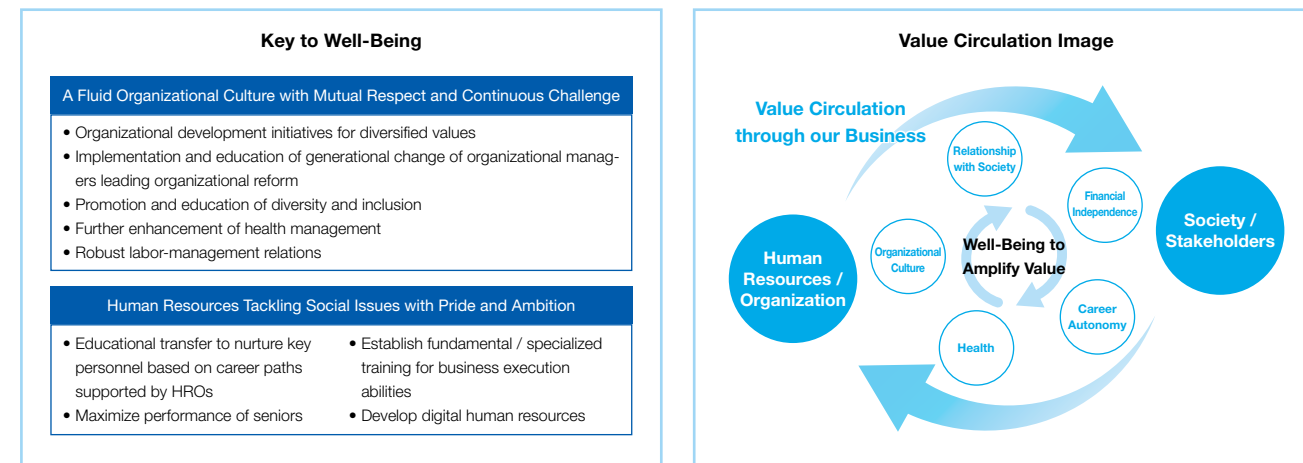 Key to Well-Being
A Fluid Organizational Culture with Mutual Respect and Continuous Challenge
• Organizational development initiatives for diversified values
• Implementation and education of generational change of organizational manag-
ers leading organizational reform
• Promotion and education of diversity and inclusion
• Further enhancement of health management
• Robust labor-management relations
Human Resources Tackling Social Issues with Pride and Ambition
• Educational transfer to nurture key
personnel based on career paths
supported by HROs
• Maximize performance of seniors
• Establish fundamental / specialized
training for business execution
abilities
• Develop digital human resources
Value Circulation Image
Value Circulation
through our Business
Relationship
with Society
Financial
Independence
Society /
Stakeholders
Human
Resources /
Organization
Organizational
Culture
Well-Being to
Amplify Value
Career
Autonomy
Health